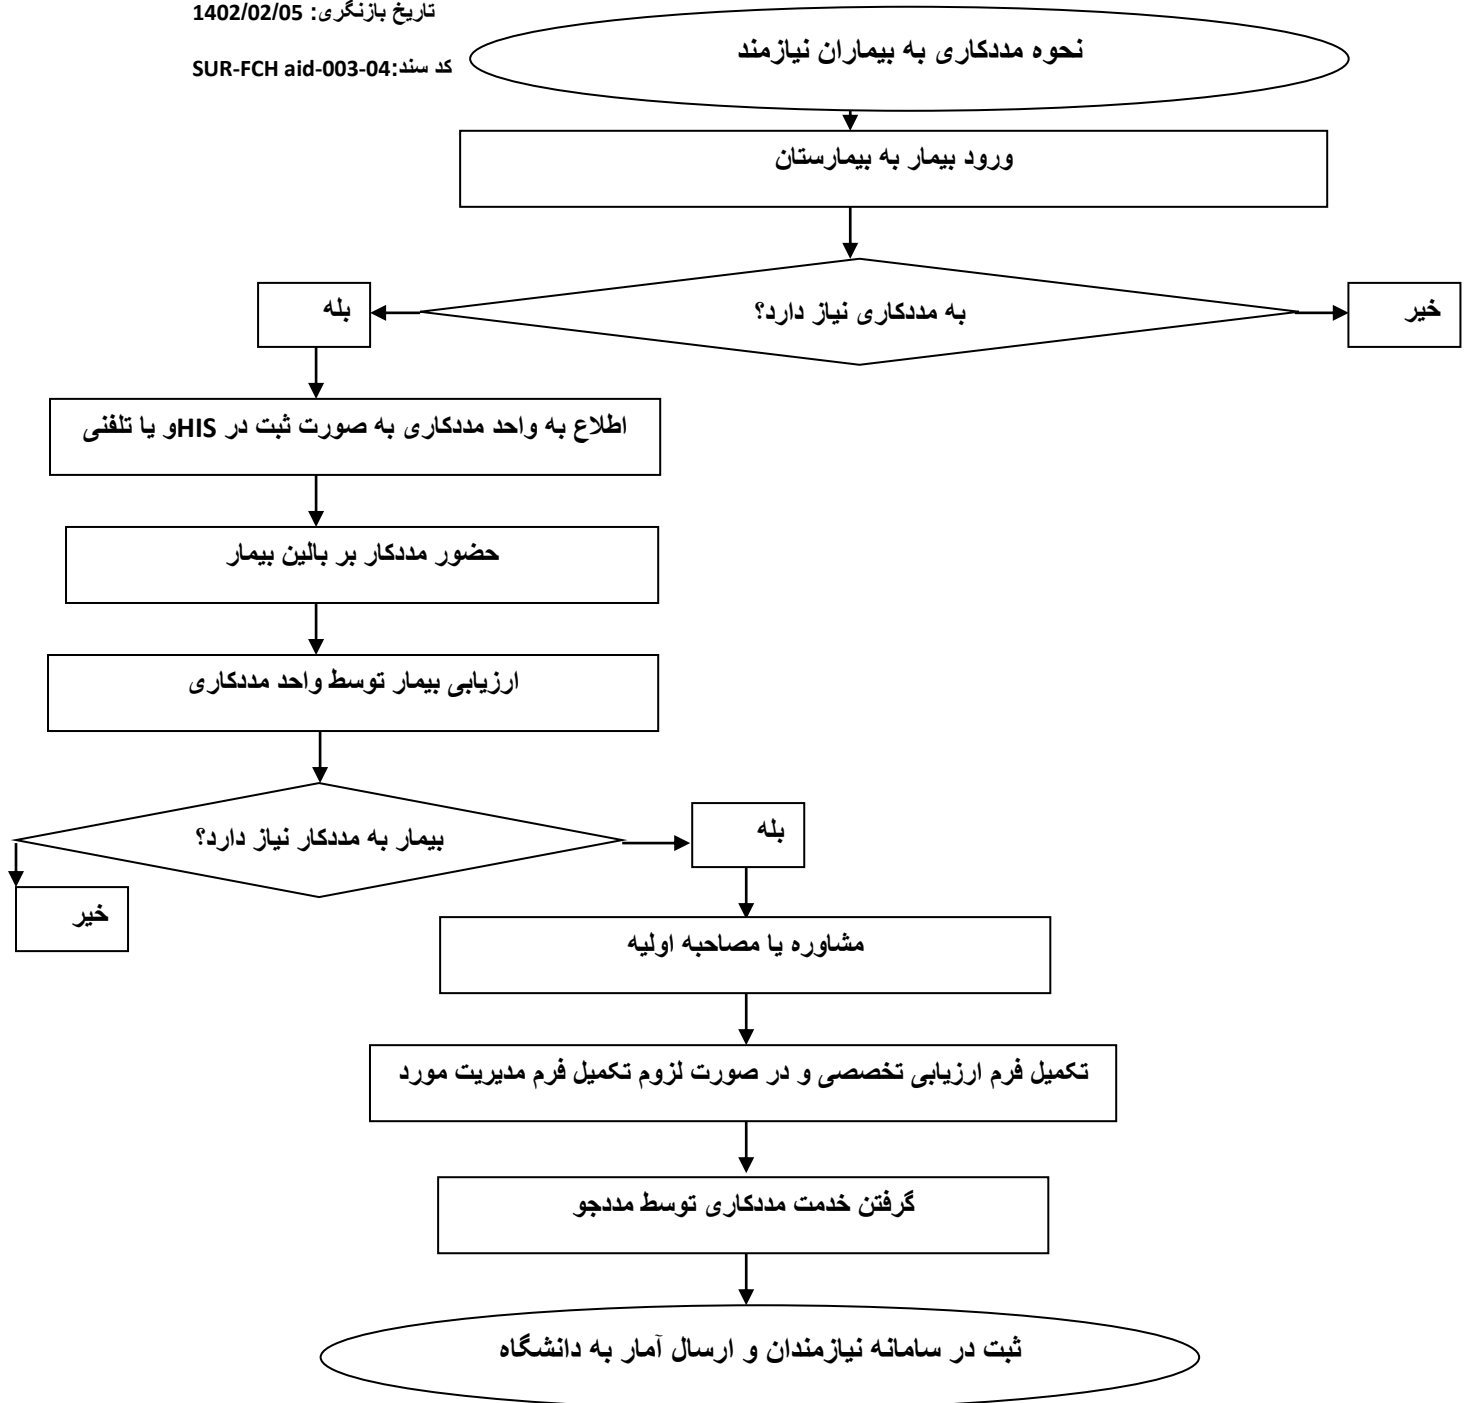 تاریخ بازنگری: 1402/02/05
کد سند:SUR-FCH aid-003-04
نحوه مددکاری به بیماران نیازمند
ورود بیمار به بیمارستان
به مددکاری نیاز دارد؟
خیر
بله
اطلاع به واحد مددکاری به صورت ثبت در HISو یا تلفنی
حضور مددکار بر بالین بیمار
ارزیابی بیمار توسط واحد مددکاری
بیمار به مددکار نیاز دارد؟
بله
خیر
مشاوره یا مصاحبه اولیه
تکمیل فرم ارزیابی تخصصی و در صورت لزوم تکمیل فرم مدیریت مورد
گرفتن خدمت مددکاری توسط مددجو
ثبت در سامانه نیازمندان و ارسال آمار به دانشگاه